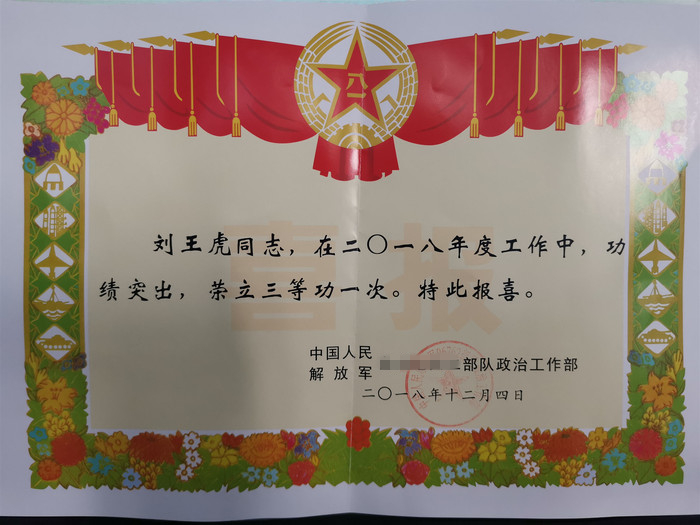 八一
喜报
刘王虎同志，在二〇一八年度工作中，功
绩突出，荣立三等功一次。特此报喜。
中国人民
解放军
部队政治工作部
二〇一八年十二月四日